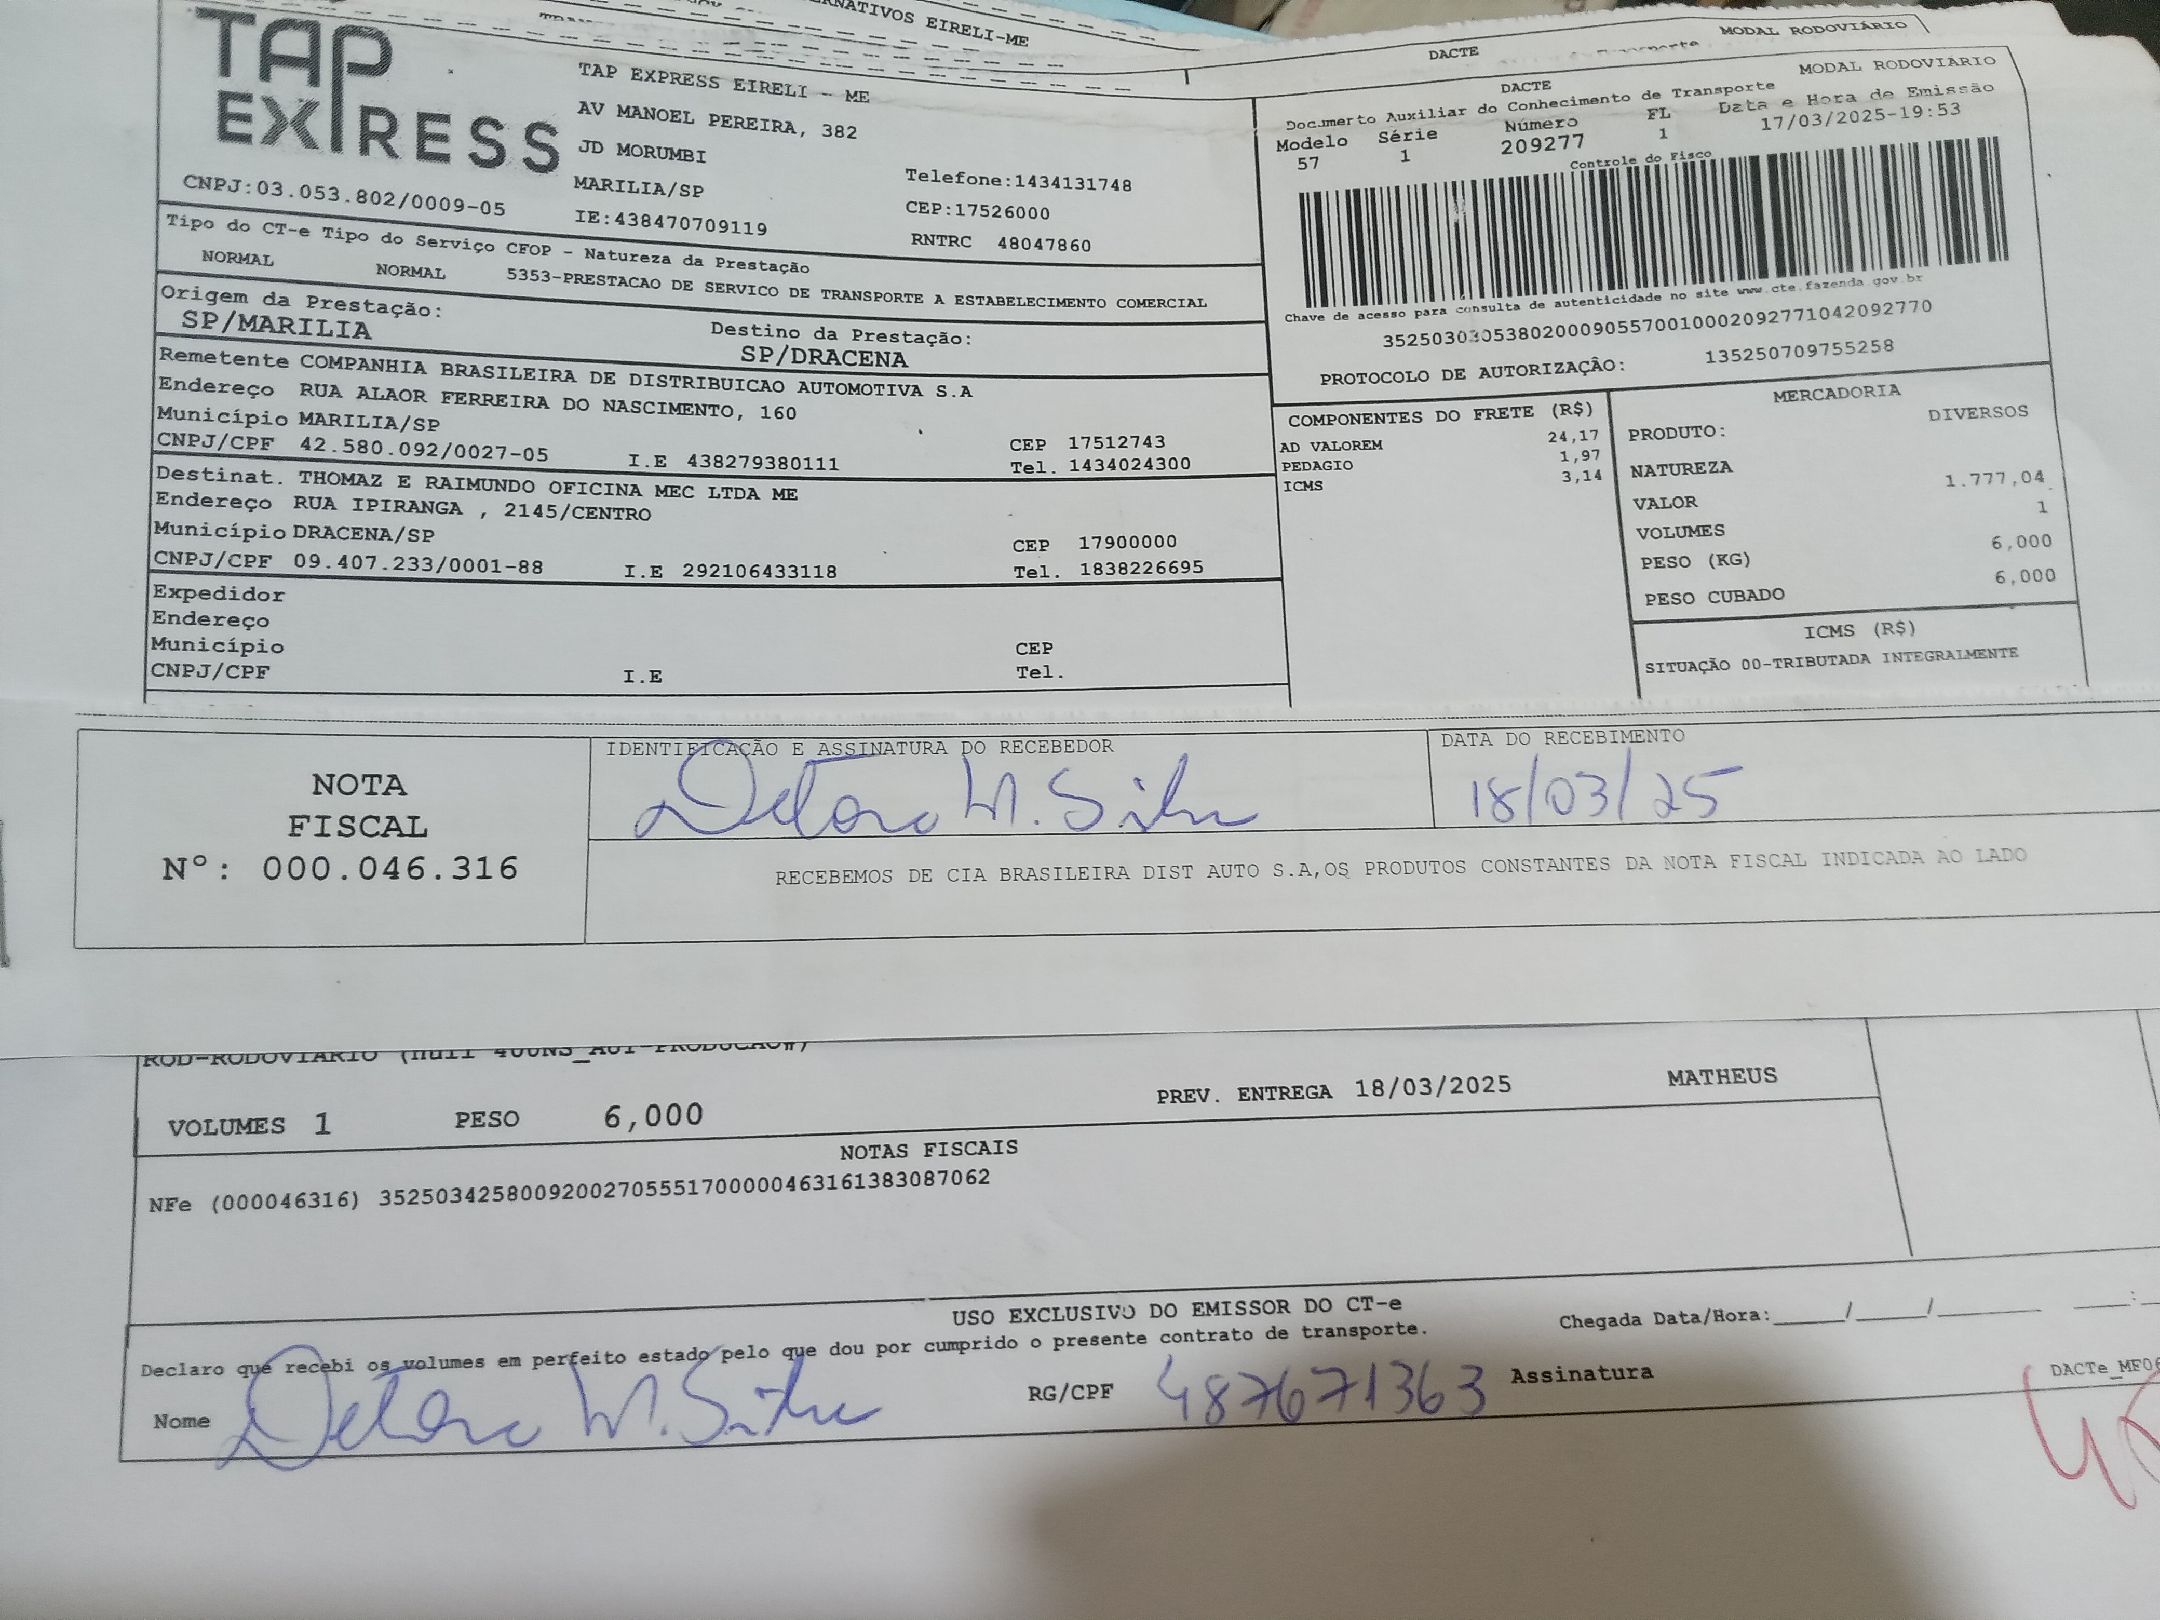 EIRELI-ME
DACTE
MODAL RODOVIÁRIO
TAP
EXPRESS
TAP EXPRESS EIRELI - ME
AV MANOEL PEREIRA, 382
JD MORUMBI
MARILIA/SP
IE:438470709119
CNPJ:03.053.802/0009-05
Telefone:1434131748
CEP:17526000
RNTRC 48047860
DACTE
MODAL RODOVIARIO
Documento Auxiliar do Conhecimento de Transporte
Modelo Série Número FL Data e Hora de Emissão
57 1 209277 1 17/03/2025-19:53
Controle do Fisco
Chave de acesso para consulta de autenticidade no site www.cte.fazenda.gov.br
35250303053802000905570010002092771042092770
PROTOCOLO DE AUTORIZAÇÃO: 135250709755258
Tipo do CT-e Tipo do Serviço CFOP - Natureza da Prestação
NORMAL NORMAL 5353-PRESTACAO DE SERVICO DE TRANSPORTE A ESTABELECIMENTO COMERCIAL
Origem da Prestação: Destino da Prestação:
SP/MARILIA SP/DRACENA
Remetente COMPANHIA BRASILEIRA DE DISTRIBUICAO AUTOMOTIVA S.A
Endereço RUA ALAOR FERREIRA DO NASCIMENTO, 160
Município MARILIA/SP CEP 17512743
CNPJ/CPF 42.580.092/0027-05 I.E 438279380111 Tel. 1434024300
Destinat. THOMAZ E RAIMUNDO OFICINA MEC LTDA ME
Endereço RUA IPIRANGA , 2145/CENTRO
Município DRACENA/SP CEP 17900000
CNPJ/CPF 09.407.233/0001-88 I.E 292106433118 Tel. 1838226695
Expedidor
Endereço
Município CEP
CNPJ/CPF I.E Tel.
COMPONENTES DO FRETE (R$)
AD VALOREM 24,17
PEDAGIO 1,97
ICMS 3,14
MERCADORIA
PRODUTO: DIVERSOS
NATUREZA
VALOR 1.777,04
VOLUMES 1
PESO (KG) 6,000
PESO CUBADO 6,000
ICMS (R$)
SITUAÇÃO 00-TRIBUTADA INTEGRALMENTE
NOTA
FISCAL
Nº: 000.046.316
IDENTIFICAÇÃO E ASSINATURA DO RECEBEDOR
M. Silva
DATA DO RECEBIMENTO
18/03/25
RECEBEMOS DE CIA BRASILEIRA DIST AUTO S.A,OS PRODUTOS CONSTANTES DA NOTA FISCAL INDICADA AO LADO
ROD-RODOVIARIO
VOLUMES 1 PESO 6,000 PREV. ENTREGA 18/03/2025 MATHEUS
NOTAS FISCAIS
NFe (000046316) 35250342580092002705551700000463161383087062
USO EXCLUSIVO DO EMISSOR DO CT-e
Declaro que recebi os volumes em perfeito estado pelo que dou por cumprido o presente contrato de transporte.
Chegada Data/Hora:_____/_____/________ ____:
Nome M. Silva RG/CPF 487671363 Assinatura